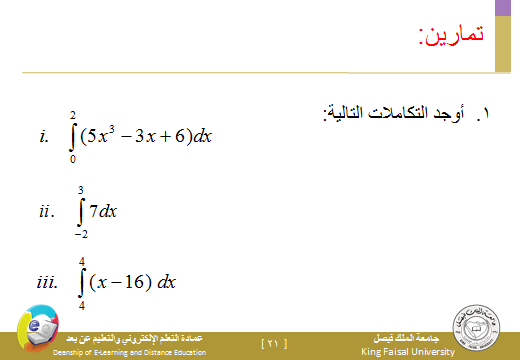 تمارين:
١. أوجد التكاملات التالية:
i. ∫₀² (5x³ − 3x + 6)dx
ii. ∫₋₂³ 7dx
iii. ∫₄⁴ (x − 16) dx
عمادة التعلم الإلكتروني والتعليم عن بعد
Deanship of E-Learning and Distance Education
[ ٢١ ]
جامعة الملك فيصل
King Faisal University